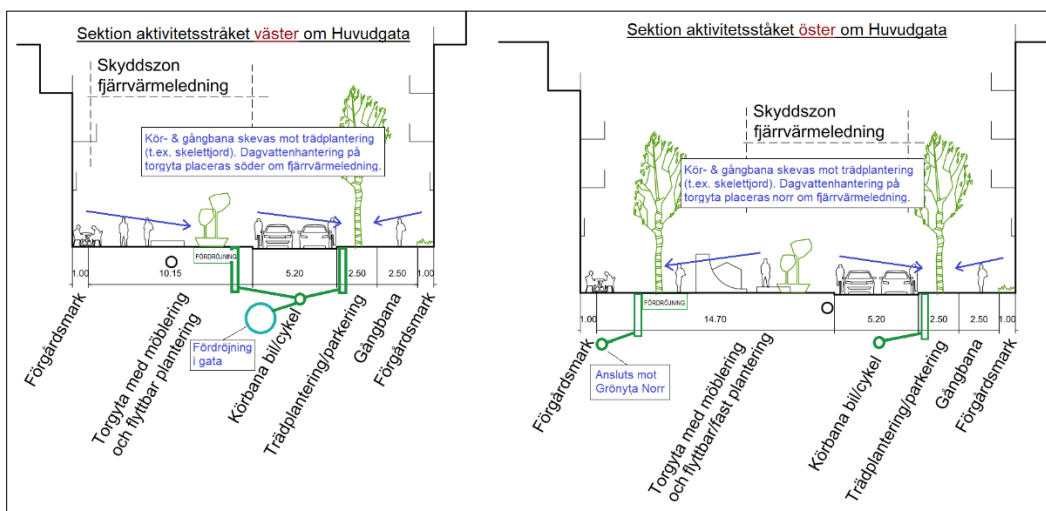 Sektion aktivitetsstråket väster om Huvudgata
Skyddszon
fjärrvärmeledning
Kör- & gångbana skevas mot trädplantering
(t.ex. skelettjord). Dagvattenhantering på
torgyta placeras söder om fjärrvärmeledning.
FÖRDRÖJNING
1.00
10.15
5.20
2.50
2.50
1.00
Fördröjning
i gata
Förgårdsmark
Torgyta med möblering
och flyttbar plantering
Körbana bil/cykel
Trädplantering/parkering
Gångbana
Förgårdsmark
Sektion aktivitetsståket öster om Huvudgata
Skyddszon
fjärrvärmeledning
Kör- & gångbana skevas mot trädplantering
(t.ex. skelettjord). Dagvattenhantering på
torgyta placeras norr om fjärrvärmeledning.
FÖRDRÖJNING
1.00
14.70
5.20
2.50
2.50
1.00
Ansluts mot
Grönyta Norr
Förgårdsmark
Torgyta med möblering
och flyttbar/fast plantering
Körbana bil/cykel
Trädplantering/parkering
Gångbana
Förgårdsmark